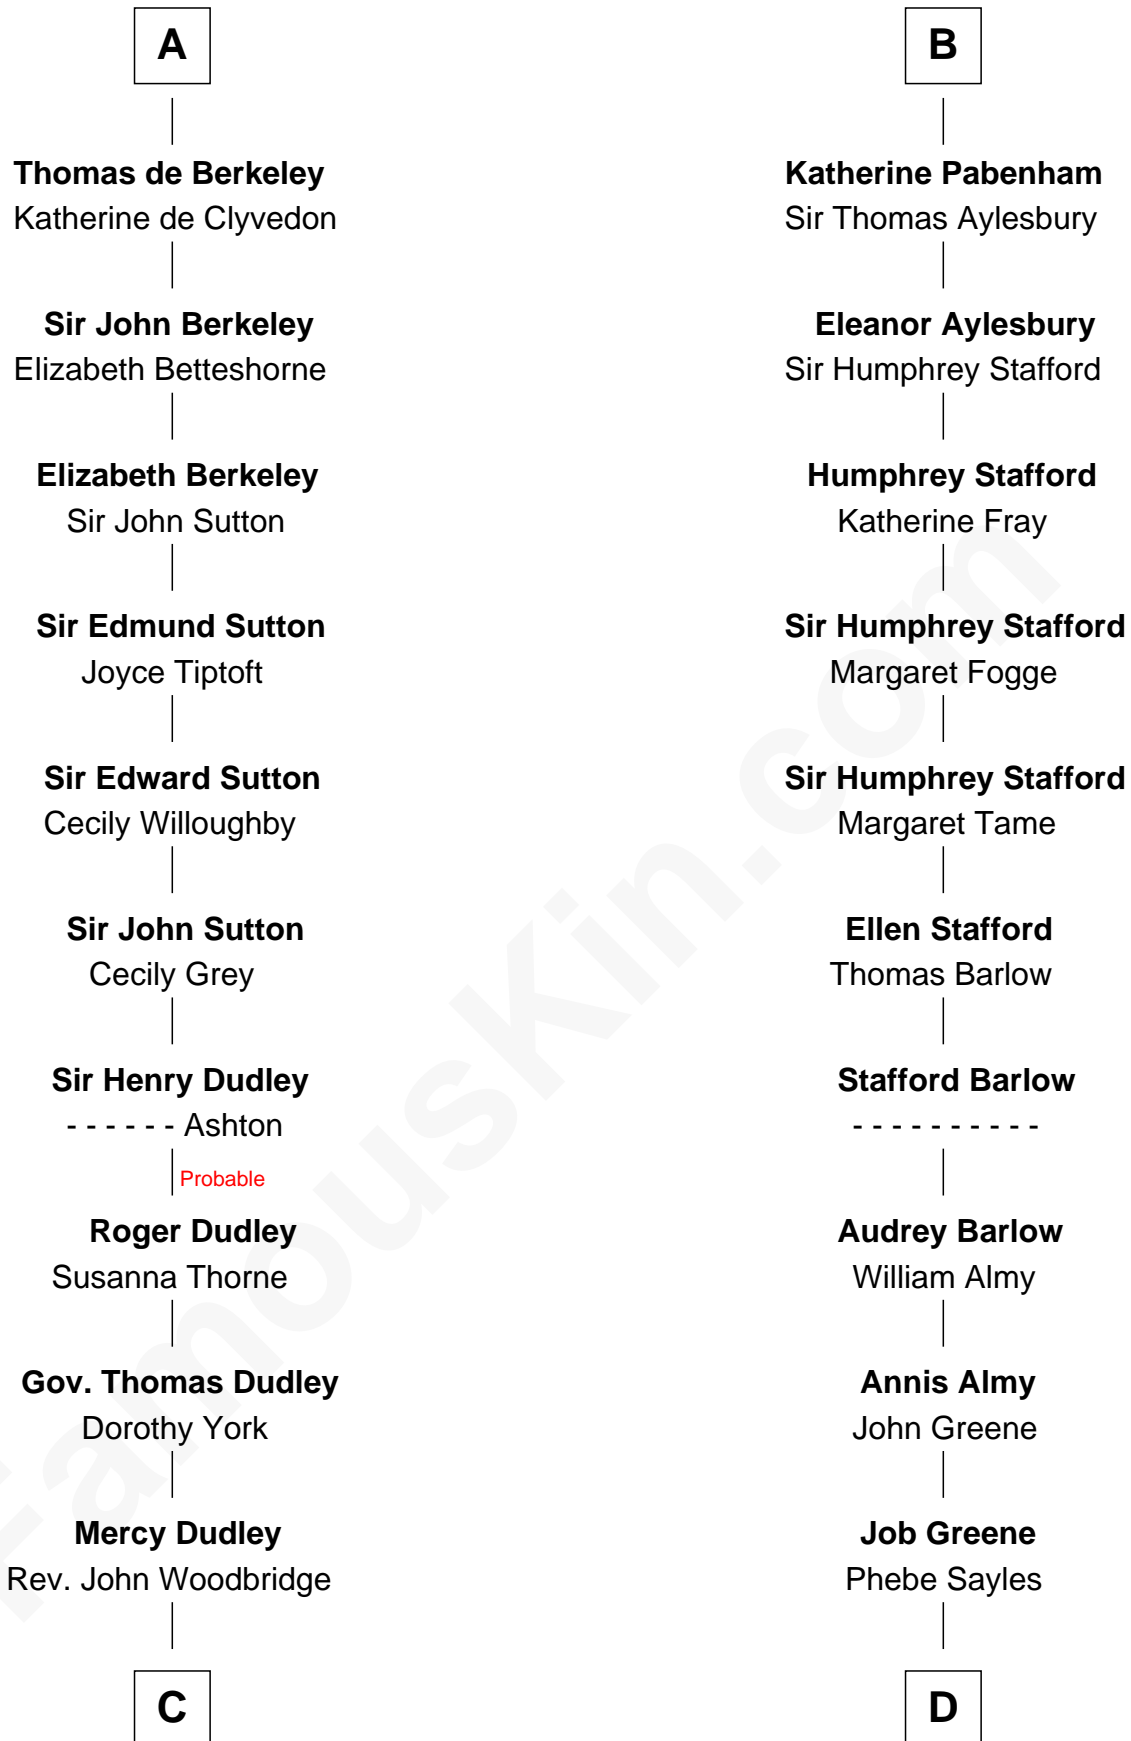 A
Thomas de Berkeley
Katherine de Clyvedon
Sir John Berkeley
Elizabeth Betteshorne
Elizabeth Berkeley
Sir John Sutton
Sir Edmund Sutton
Joyce Tiptoft
Sir Edward Sutton
Cecily Willoughby
Sir John Sutton
Cecily Grey
Sir Henry Dudley
- - - - - - Ashton
Probable
Roger Dudley
Susanna Thorne
Gov. Thomas Dudley
Dorothy York
Mercy Dudley
Rev. John Woodbridge
C
B
Katherine Pabenham
Sir Thomas Aylesbury
Eleanor Aylesbury
Sir Humphrey Stafford
Humphrey Stafford
Katherine Fray
Sir Humphrey Stafford
Margaret Fogge
Sir Humphrey Stafford
Margaret Tame
Ellen Stafford
Thomas Barlow
Stafford Barlow
- - - - - - - - - -
Audrey Barlow
William Almy
Annis Almy
John Greene
Job Greene
Phebe Sayles
D
FamousKin.com